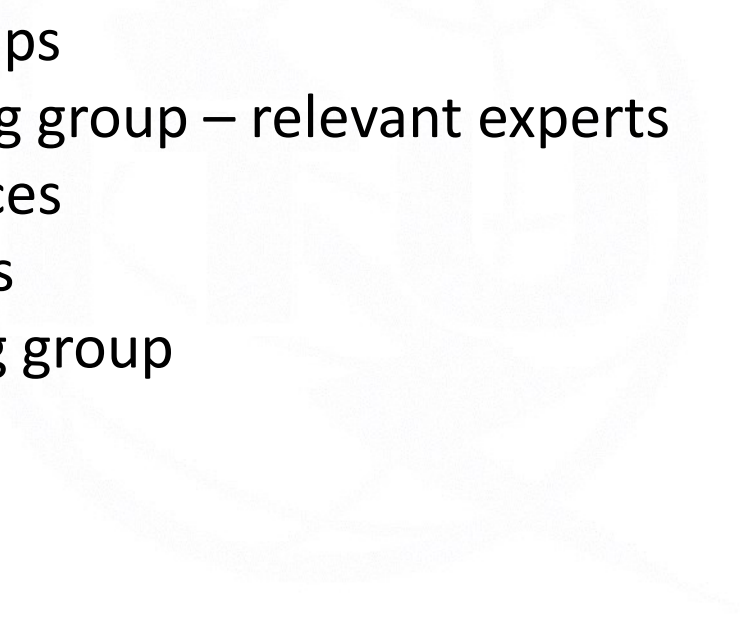 ps
g group – relevant experts
ces
s
g group